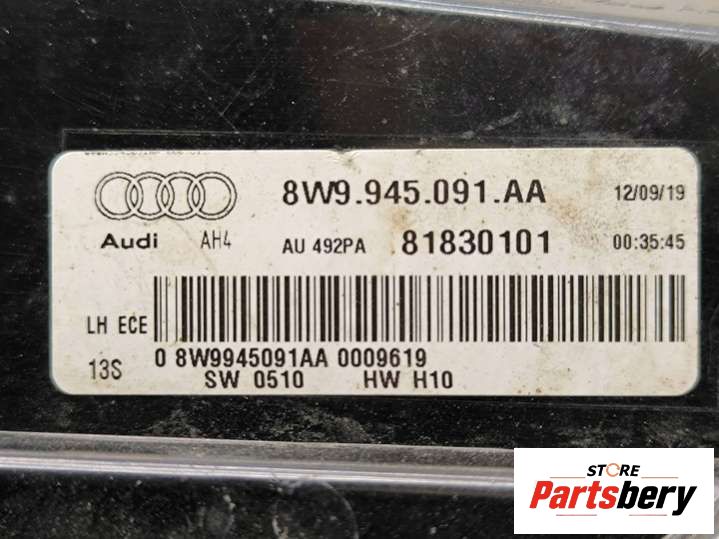 8W9.945.091.AA 12/09/19
Audi AH4 AU 492PA 81830101 00:35:45
LH ECE
13S 0 8W9945091AA 0009619
SW 0510 HW H10
STORE
Partsbery